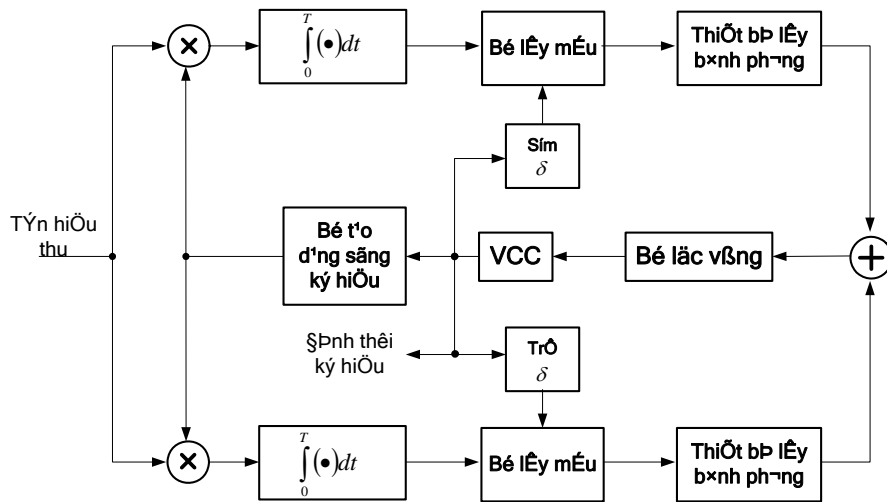 ∫₀ᵀ(•)dt
Bé lÊy mÉu
ThiÕt bÞ lÊy
b×nh ph­¬ng
Sím
δ
TÝn hiÖu
thu
Bé t¹o
d¹ng sãng
ký hiÖu
VCC
Bé läc vßng
§Þnh thêi
ký hiÖu
TrÔ
δ
∫₀ᵀ(•)dt
Bé lÊy mÉu
ThiÕt bÞ lÊy
b×nh ph­¬ng